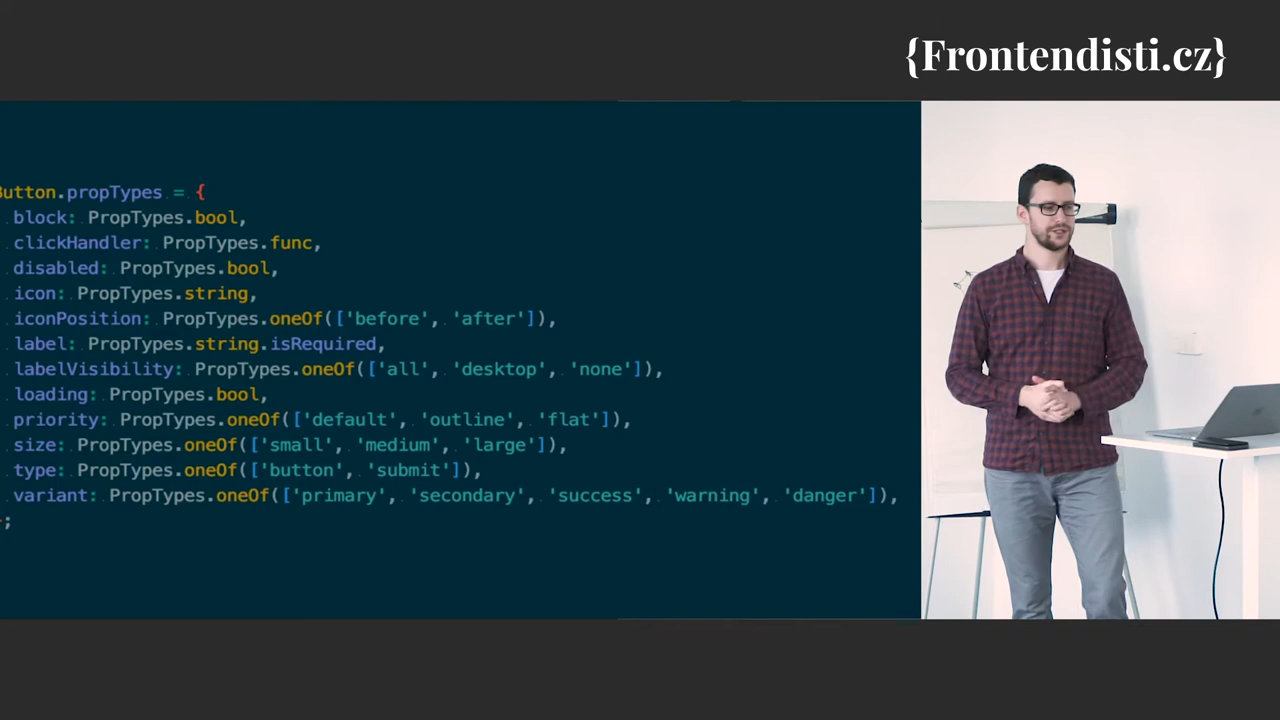 {Frontendisti.cz}
Button.propTypes = {
block: PropTypes.bool,
clickHandler: PropTypes.func,
disabled: PropTypes.bool,
icon: PropTypes.string,
iconPosition: PropTypes.oneOf(['before', 'after']),
label: PropTypes.string.isRequired,
labelVisibility: PropTypes.oneOf(['all', 'desktop', 'none']),
loading: PropTypes.bool,
priority: PropTypes.oneOf(['default', 'outline', 'flat']),
size: PropTypes.oneOf(['small', 'medium', 'large']),
type: PropTypes.oneOf(['button', 'submit']),
variant: PropTypes.oneOf(['primary', 'secondary', 'success', 'warning', 'danger']),
};